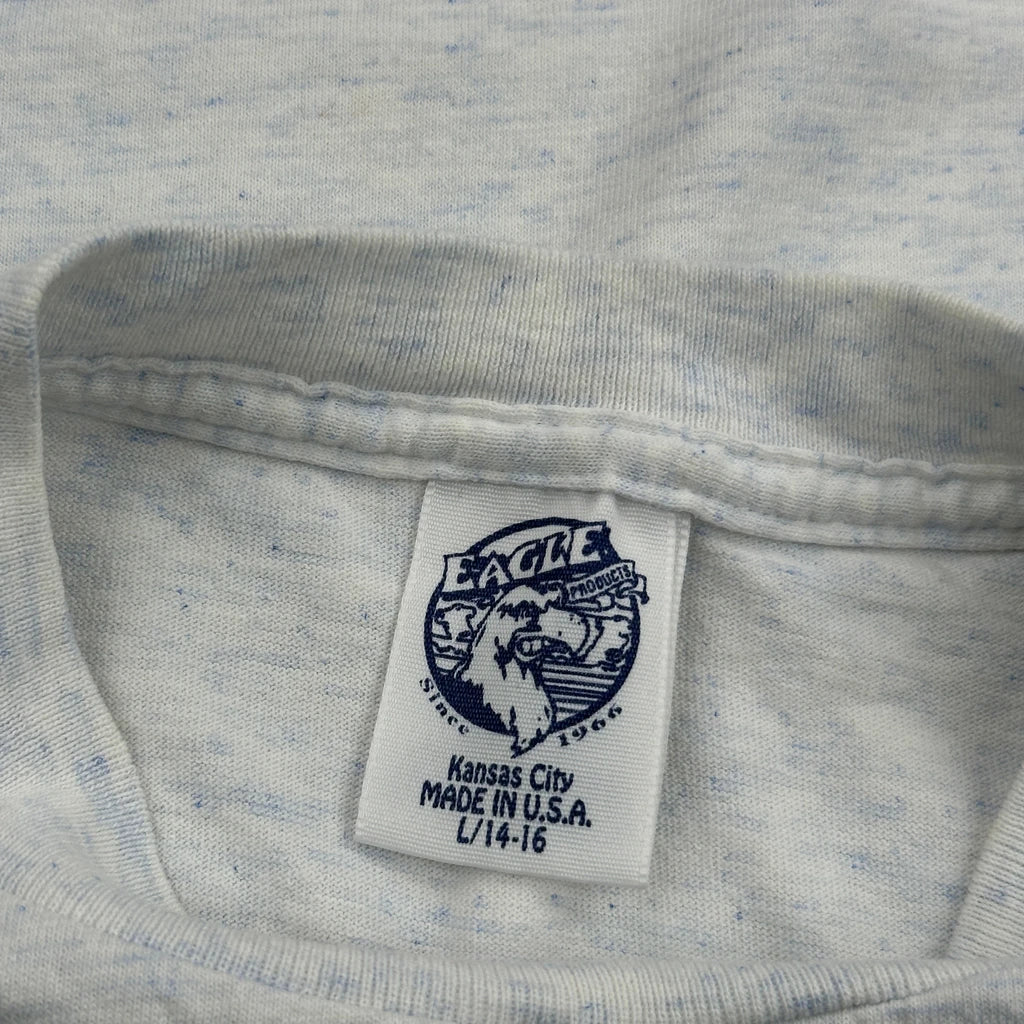 EAGLE
PRODUCTS
Since 1966
Kansas City
MADE IN U.S.A.
L/14-16